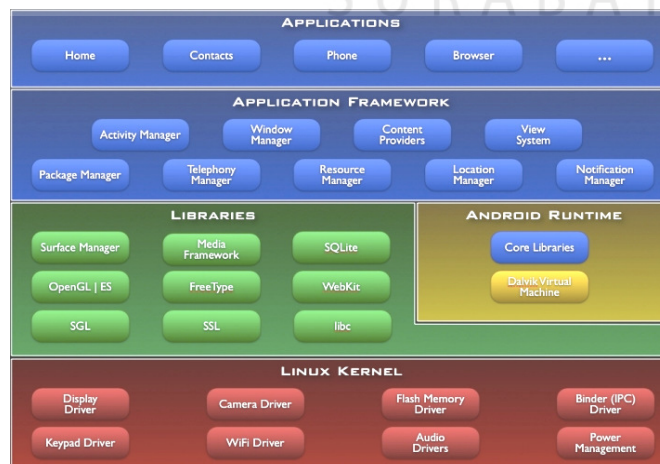 SURABA
APPLICATIONS
Home
Contacts
Phone
Browser
...
APPLICATION FRAMEWORK
Activity Manager
Window
Manager
Content
Providers
View
System
Package Manager
Telephony
Manager
Resource
Manager
Location
Manager
Notification
Manager
LIBRARIES
Surface Manager
Media
Framework
SQLite
OpenGL | ES
FreeType
WebKit
SGL
SSL
libc
ANDROID RUNTIME
Core Libraries
Dalvik Virtual
Machine
LINUX KERNEL
Display
Driver
Camera Driver
Flash Memory
Driver
Binder (IPC)
Driver
Keypad Driver
WiFi Driver
Audio
Drivers
Power
Management